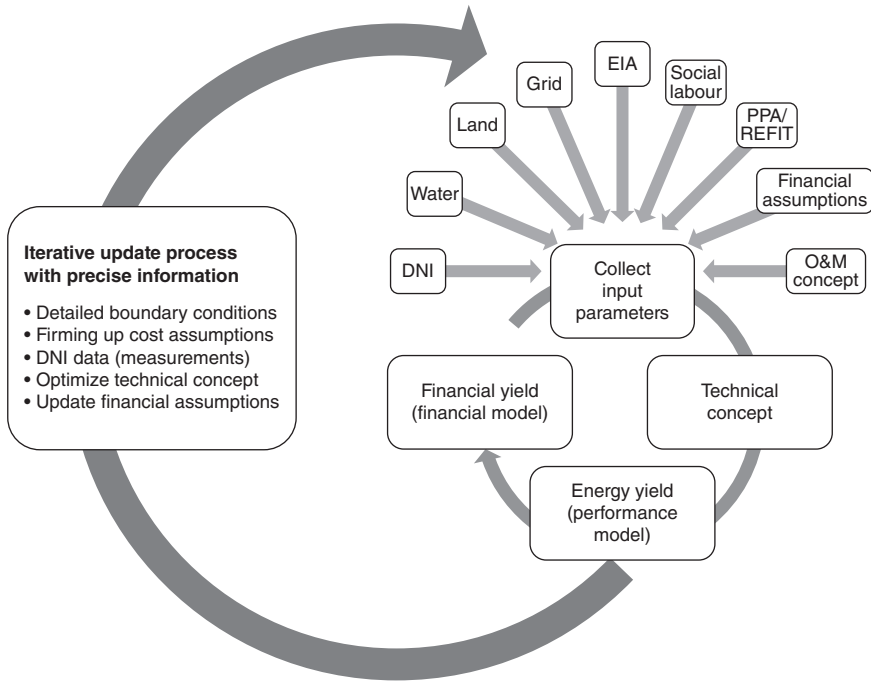 EIA
Social
labour
Grid
PPA/
REFIT
Land
Financial
assumptions
Water
DNI
O&M
concept
Collect
input
parameters
Iterative update process
with precise information
• Detailed boundary conditions
• Firming up cost assumptions
• DNI data (measurements)
• Optimize technical concept
• Update financial assumptions
Financial yield
(financial model)
Technical
concept
Energy yield
(performance
model)